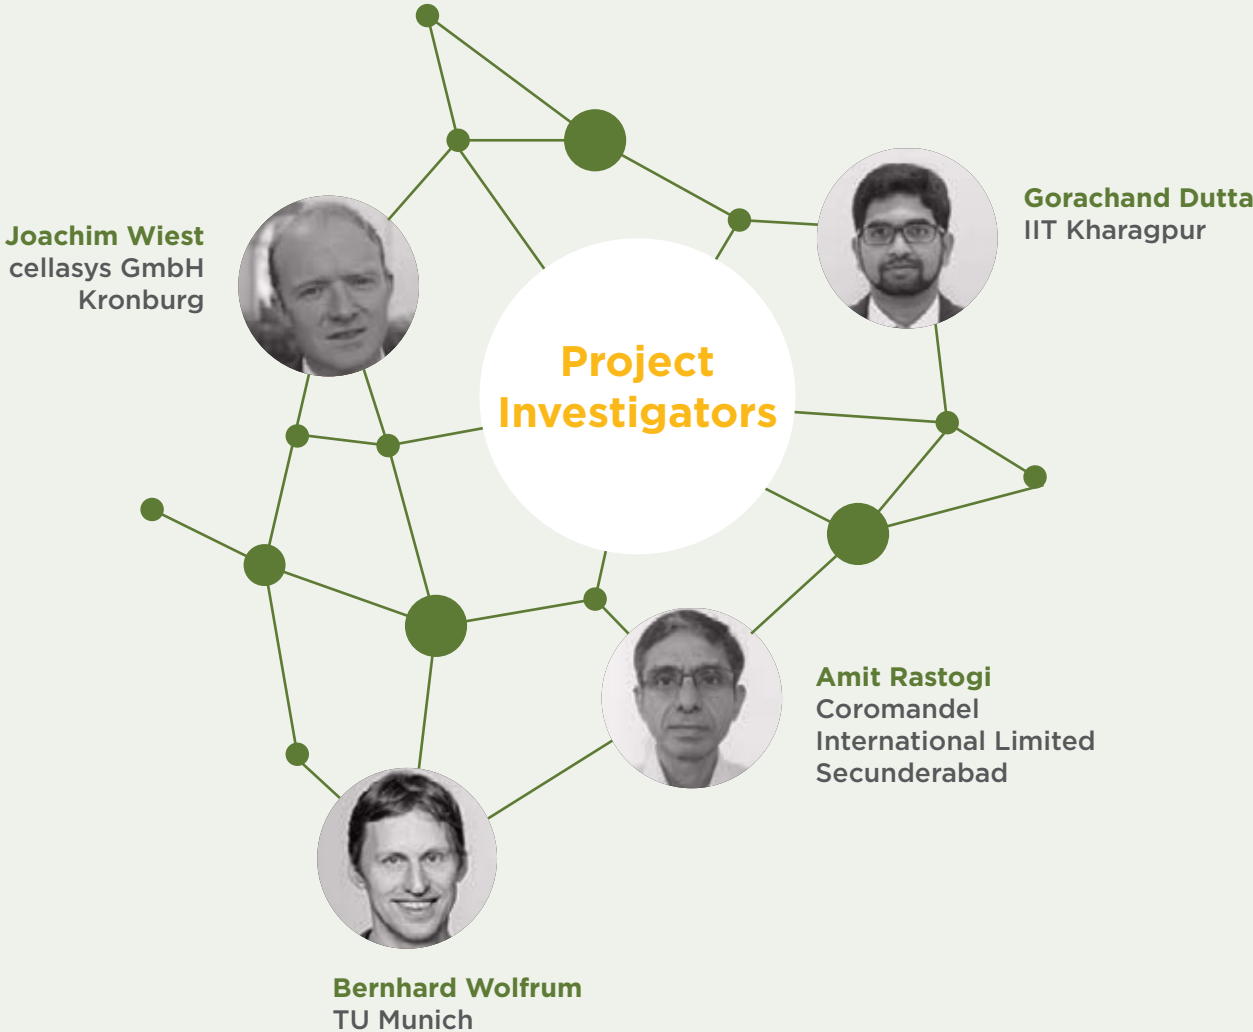 Gorachand Dutta
IIT Kharagpur
Joachim Wiest
cellasys GmbH
Kronburg
Project
Investigators
Amit Rastogi
Coromandel
International Limited
Secunderabad
Bernhard Wolfrum
TU Munich